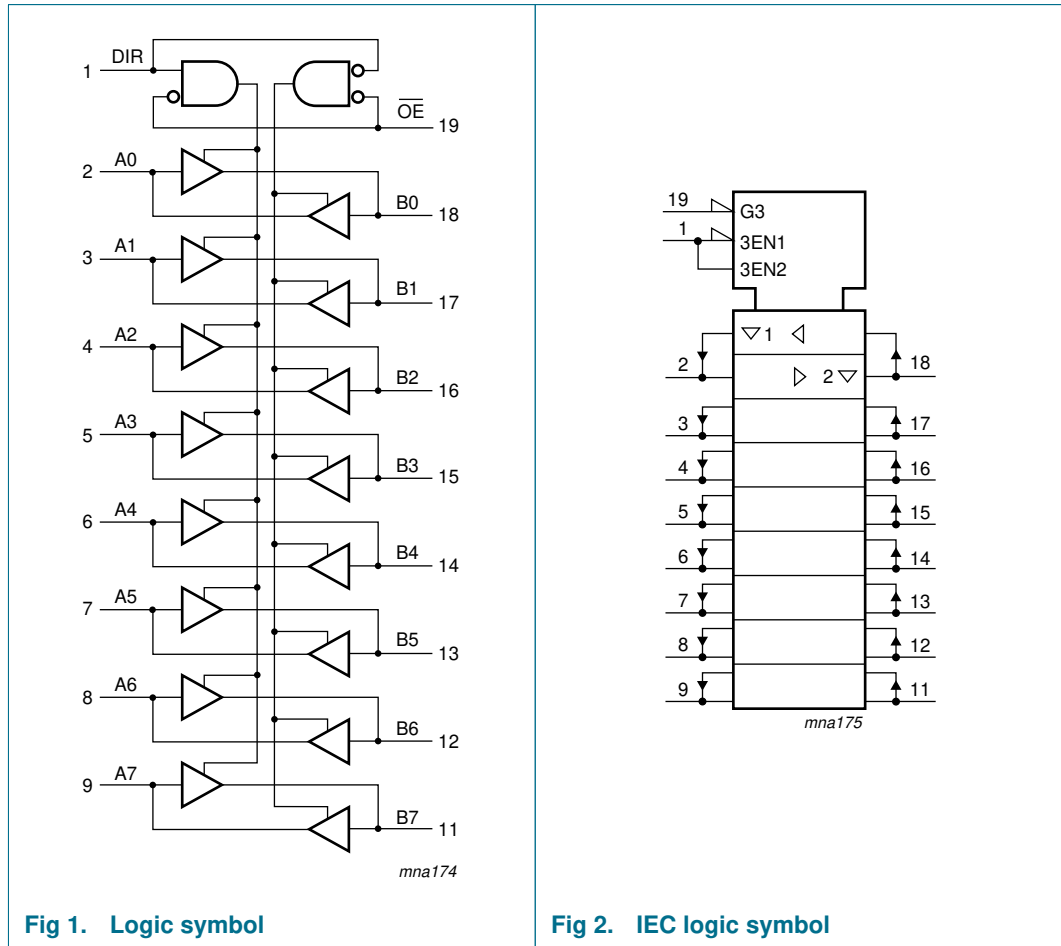 DIR
1
OE
19
A0
2
B0
18
A1
3
B1
17
A2
4
B2
16
A3
5
B3
15
A4
6
B4
14
A5
7
B5
13
A6
8
B6
12
A7
9
B7
11
mna174
Fig 1. Logic symbol
19
G3
1
3EN1
3EN2
1
2
18
2
3
17
4
16
5
15
6
14
7
13
8
12
9
11
mna175
Fig 2. IEC logic symbol